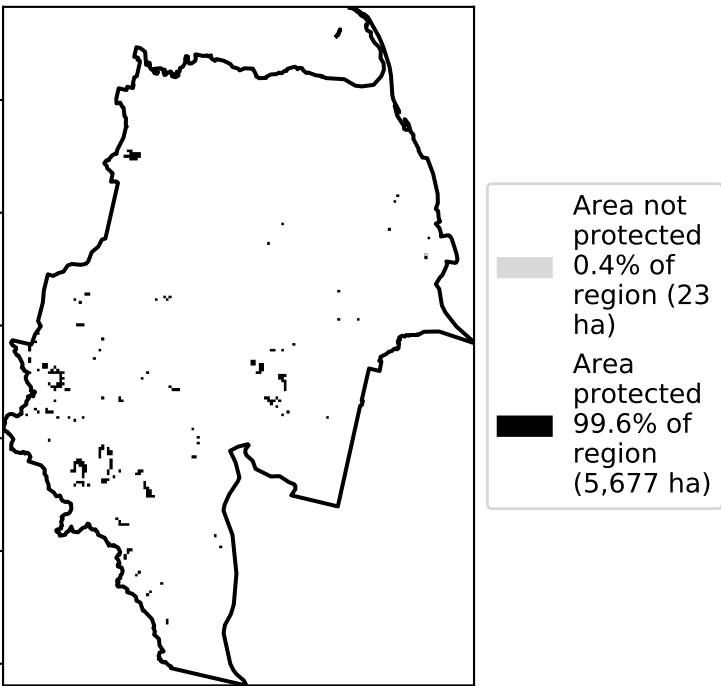 Area not
protected
0.4% of
region (23
ha)
Area
protected
99.6% of
region
(5,677 ha)